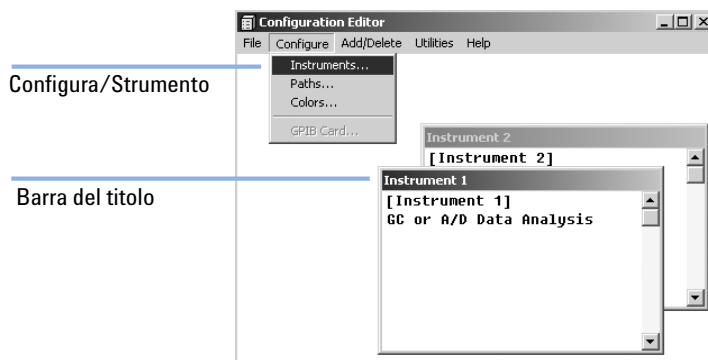 Configuration Editor
File Configure Add/Delete Utilities Help
Instruments...
Paths...
Colors...
GPIB Card...
Configura/Strumento
Instrument 2
[Instrument 2]
Barra del titolo
Instrument 1
[Instrument 1]
GC or A/D Data Analysis